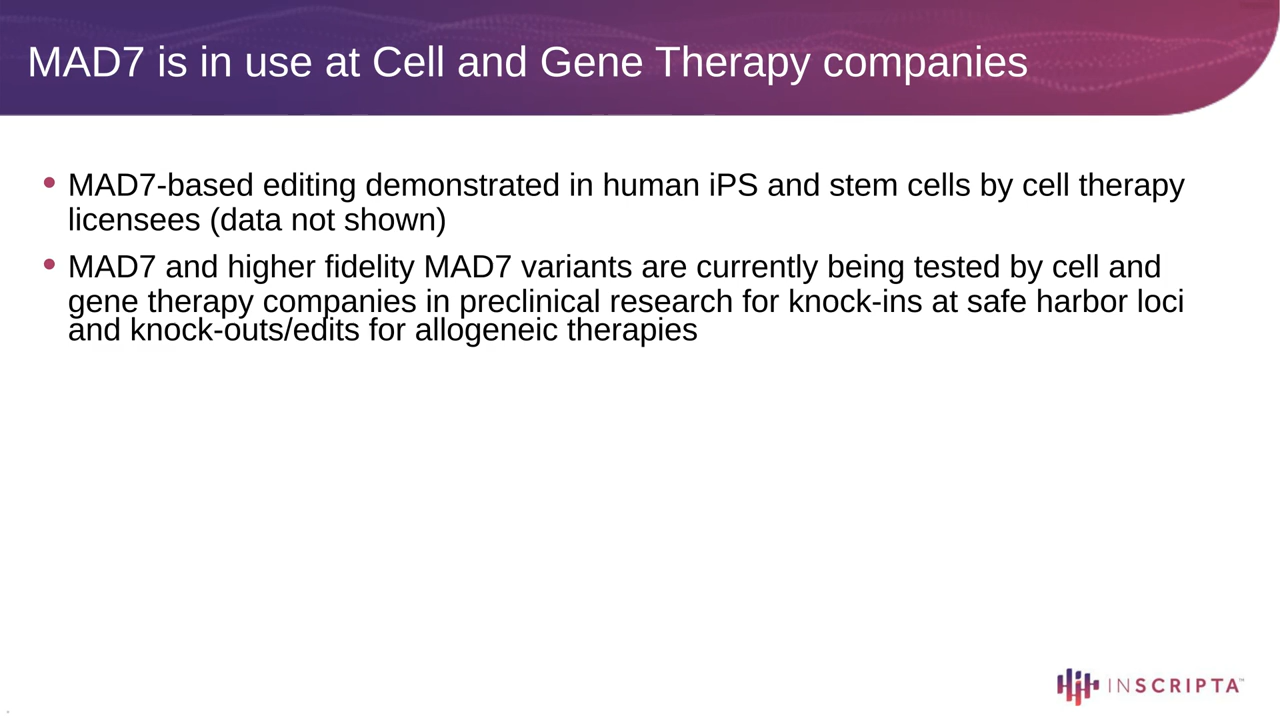 MAD7 is in use at Cell and Gene Therapy companies
• MAD7-based editing demonstrated in human iPS and stem cells by cell therapy
licensees (data not shown)
• MAD7 and higher fidelity MAD7 variants are currently being tested by cell and
gene therapy companies in preclinical research for knock-ins at safe harbor loci
and knock-outs/edits for allogeneic therapies
INSCRIPTA™